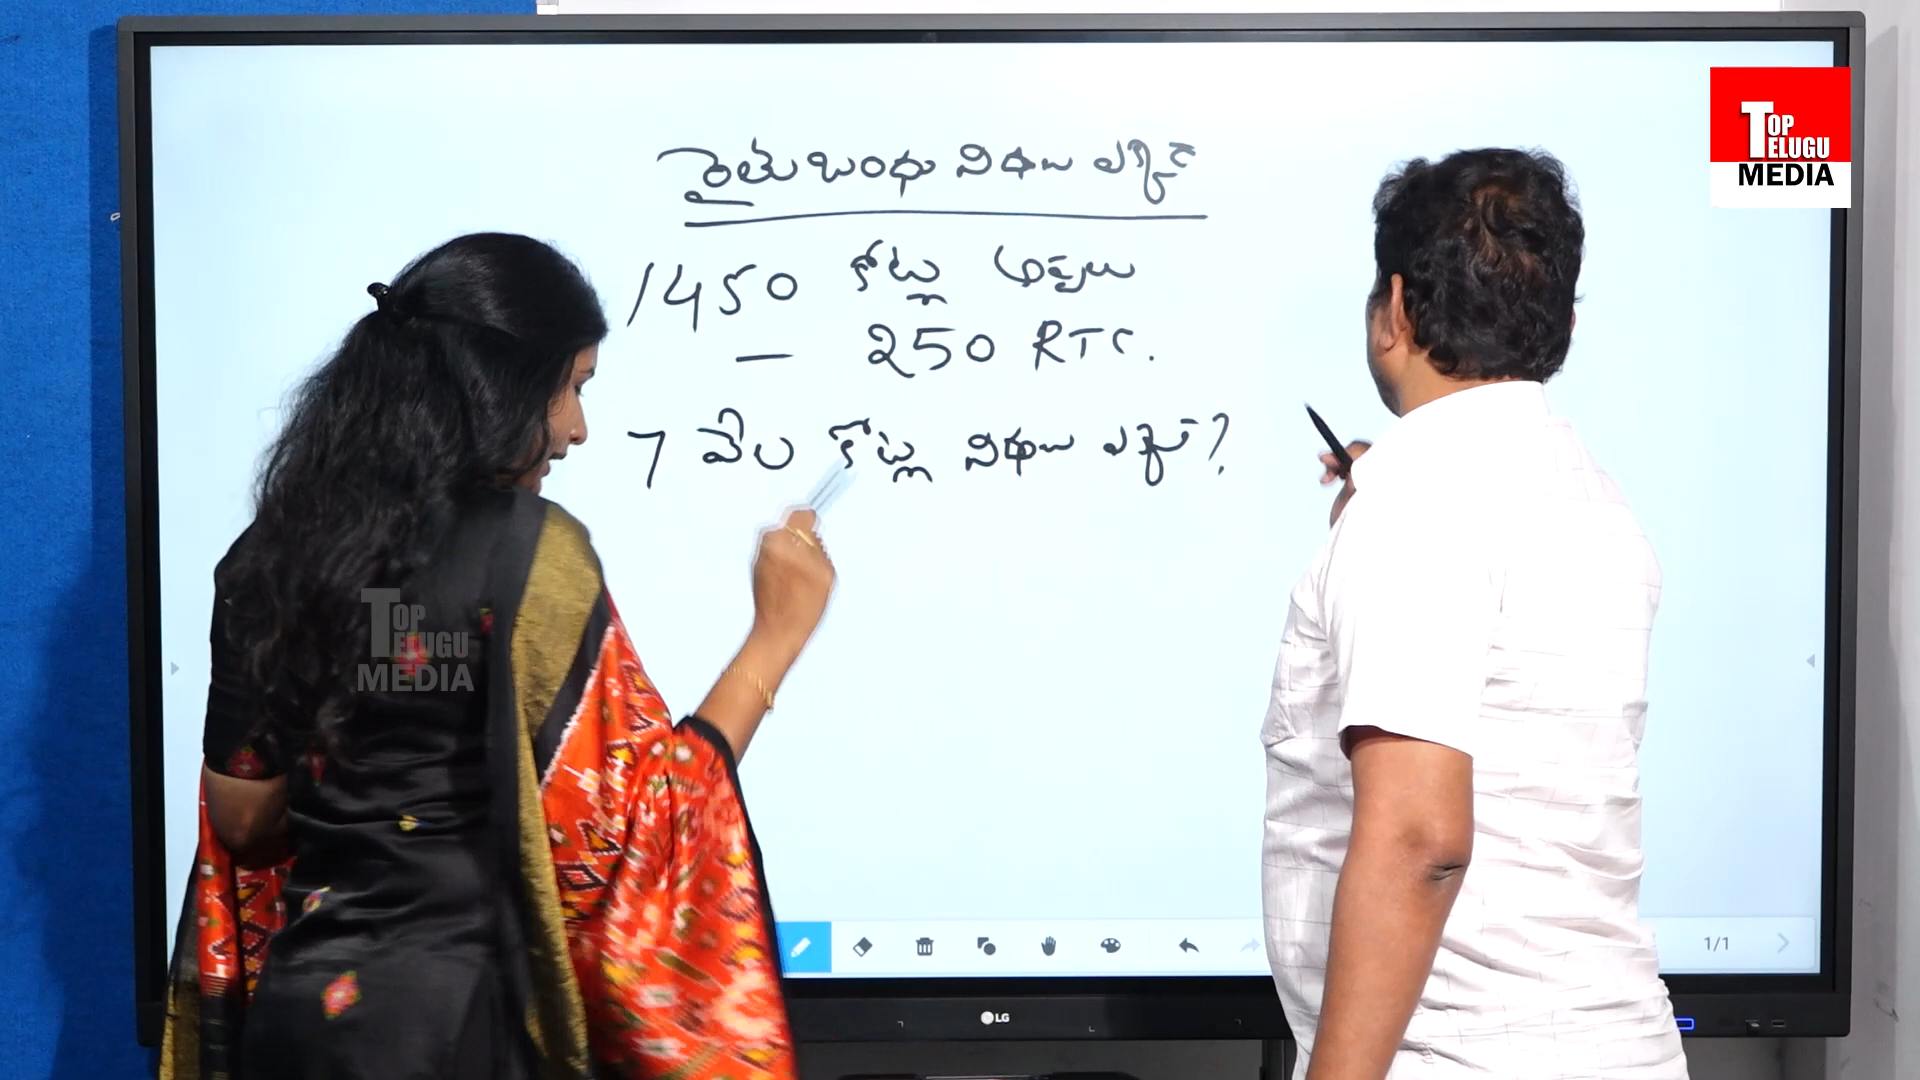 రైతుబంధు నిధులు ఎక్కడ
1450 కోట్లు అప్పులు
— 250 RTC.
7 వేల కోట్ల నిధులు ఎక్కడ?
TOP TELUGU MEDIA
TOP TELUGU MEDIA
1/1
LG